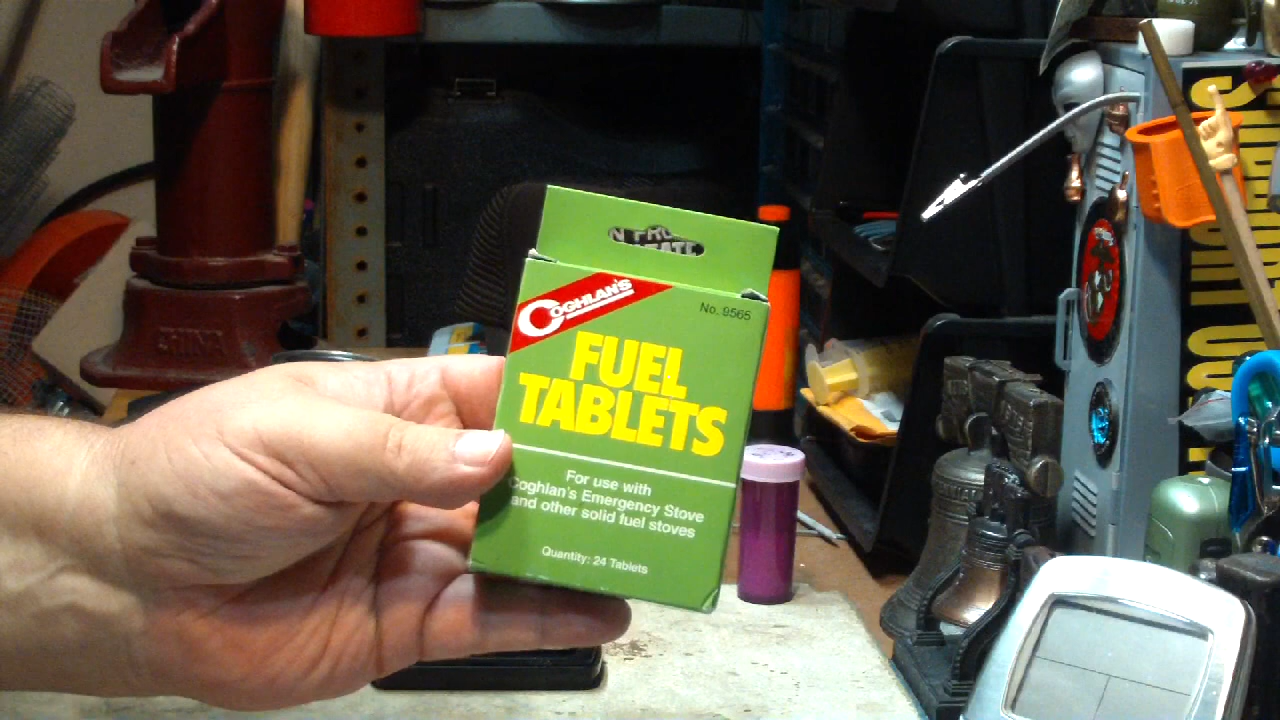 COGHLAN'S
No. 9565
FUEL
TABLETS
For use with
Coghlan's Emergency Stove
and other solid fuel stoves
Quantity: 24 Tablets
CHINA